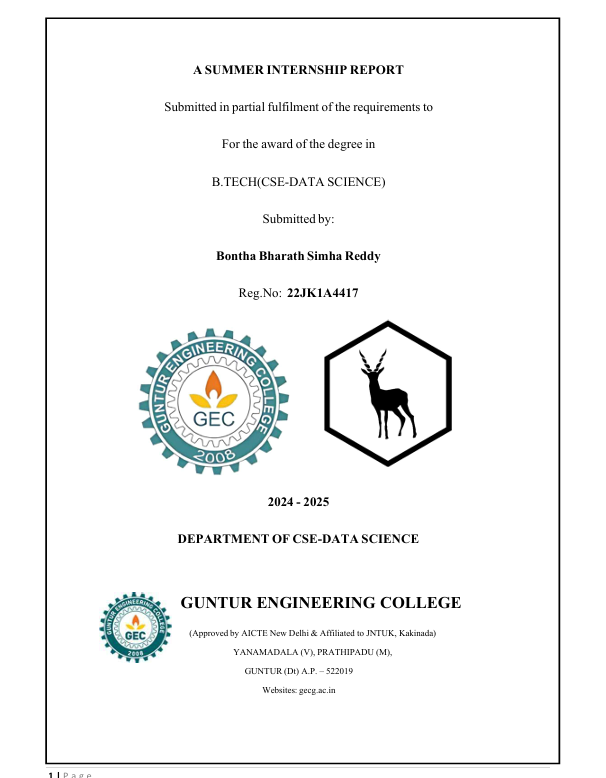 A SUMMER INTERNSHIP REPORT
Submitted in partial fulfilment of the requirements to
For the award of the degree in
B.TECH(CSE-DATA SCIENCE)
Submitted by:
Bontha Bharath Simha Reddy
Reg.No: 22JK1A4417
GUNTUR ENGINEERING COLLEGE
GEC
2008
2024 - 2025
DEPARTMENT OF CSE-DATA SCIENCE
GUNTUR ENGINEERING COLLEGE
GEC
2008
GUNTUR ENGINEERING COLLEGE
(Approved by AICTE New Delhi & Affiliated to JNTUK, Kakinada)
YANAMADALA (V), PRATHIPADU (M),
GUNTUR (Dt) A.P. – 522019
Websites: gecg.ac.in
1 | Page